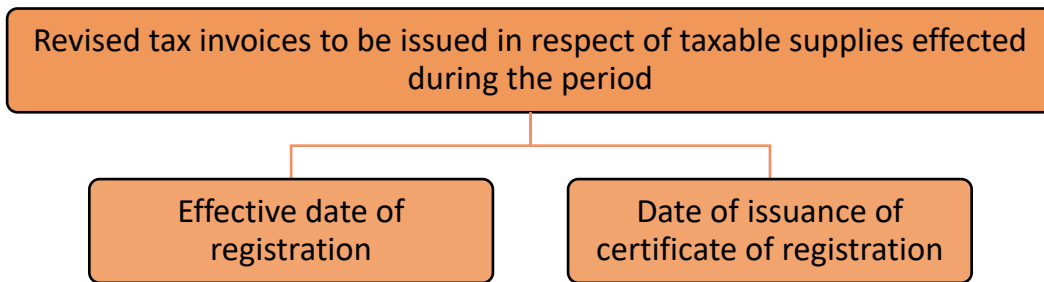 Revised tax invoices to be issued in respect of taxable supplies effected
during the period
Effective date of
registration
Date of issuance of
certificate of registration